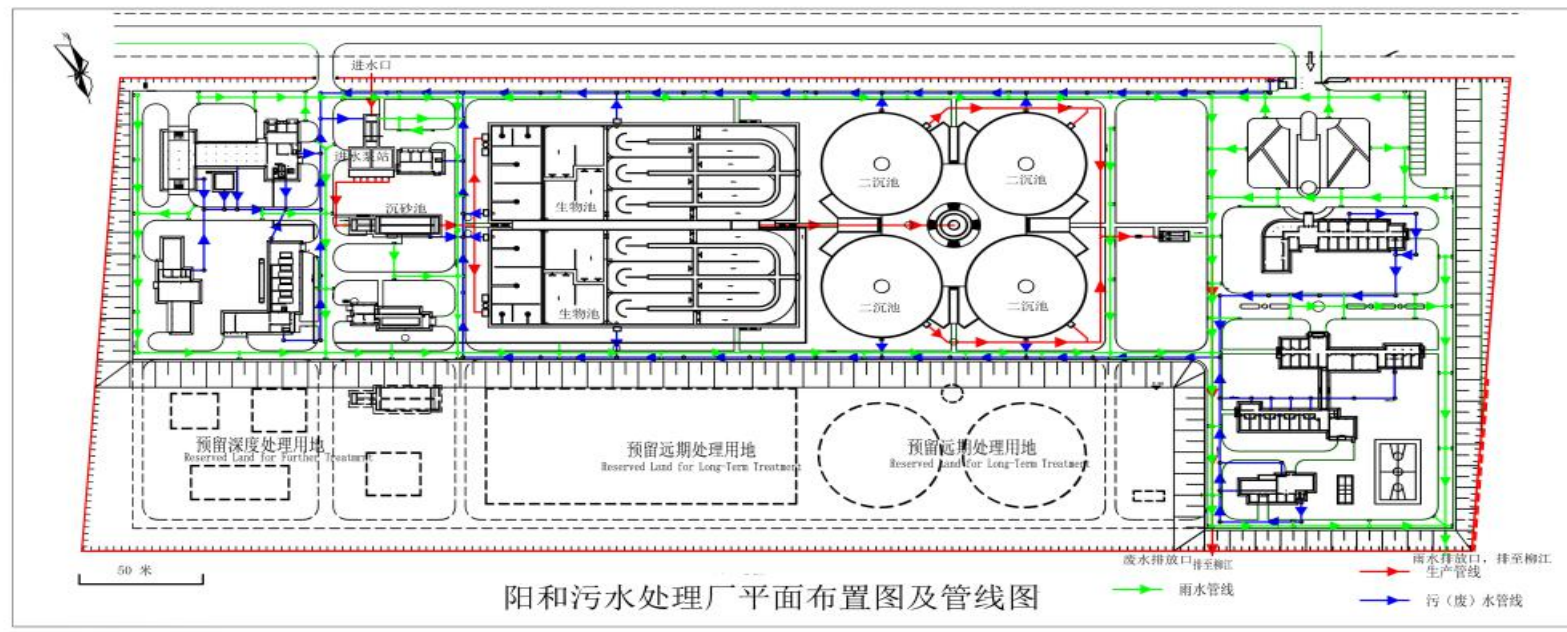 进水口
进水泵站
沉砂池
生物池
生物池
二沉池
二沉池
二沉池
二沉池
预留深度处理用地
Reserved Land for Further Treatment
预留远期处理用地
Reserved Land for Long-Term Treatment
预留远期处理用地
Reserved Land for Long-Term Treatment
50 米
废水排放口 排至柳江
雨水排放口，排至柳江
阳和污水处理厂平面布置图及管线图
雨水管线
生产管线
污（废）水管线